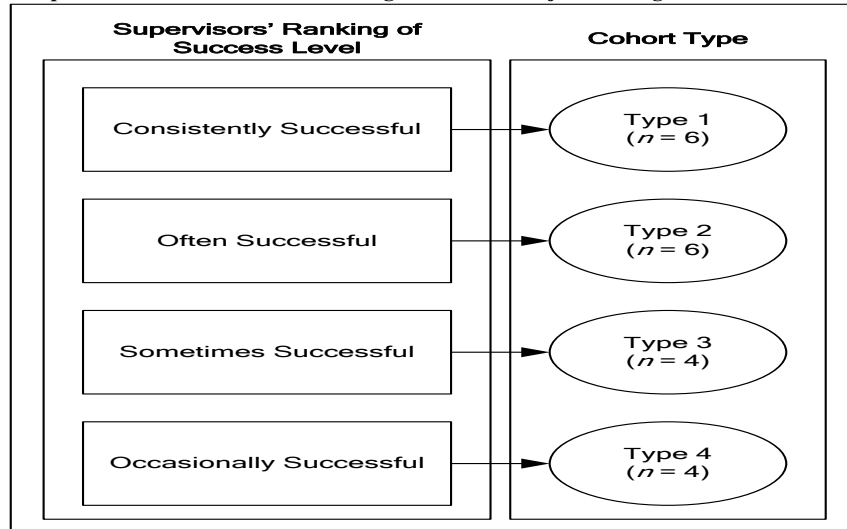 Supervisors' Ranking of
Success Level
Cohort Type
Consistently Successful
Type 1
(n = 6)
Often Successful
Type 2
(n = 6)
Sometimes Successful
Type 3
(n = 4)
Occasionally Successful
Type 4
(n = 4)